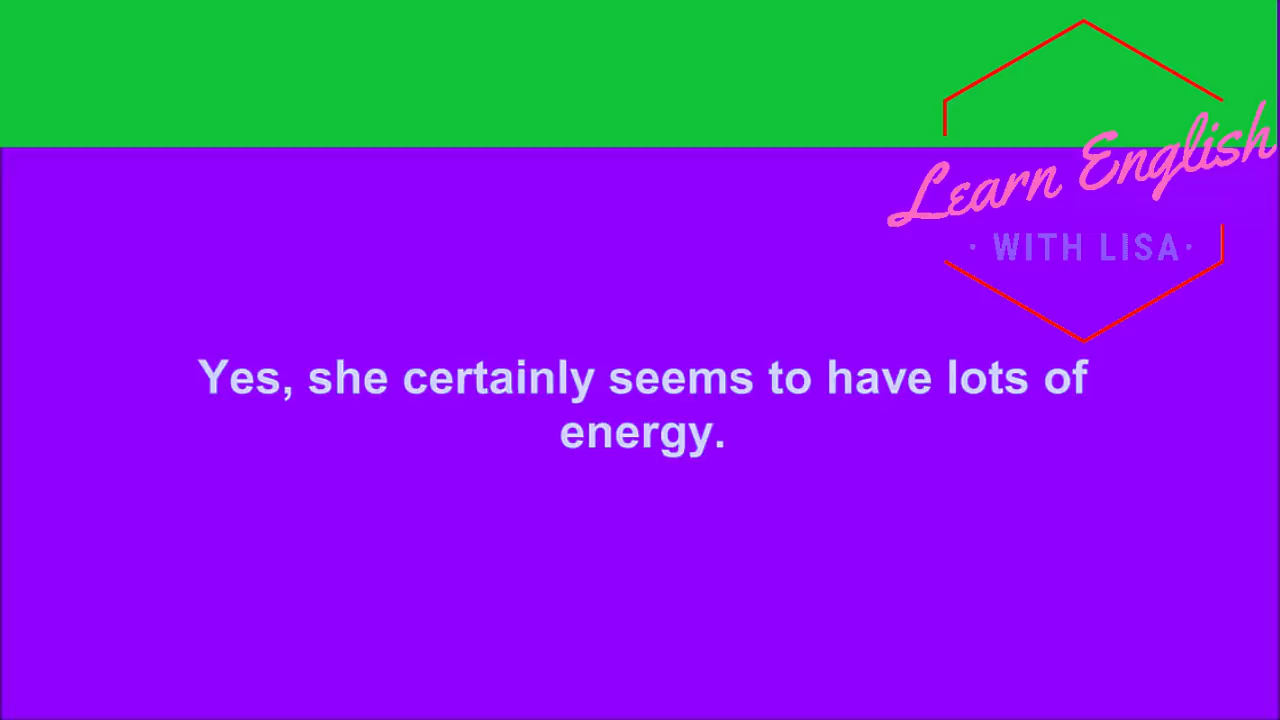 Learn English
· WITH LISA·
Yes, she certainly seems to have lots of
energy.